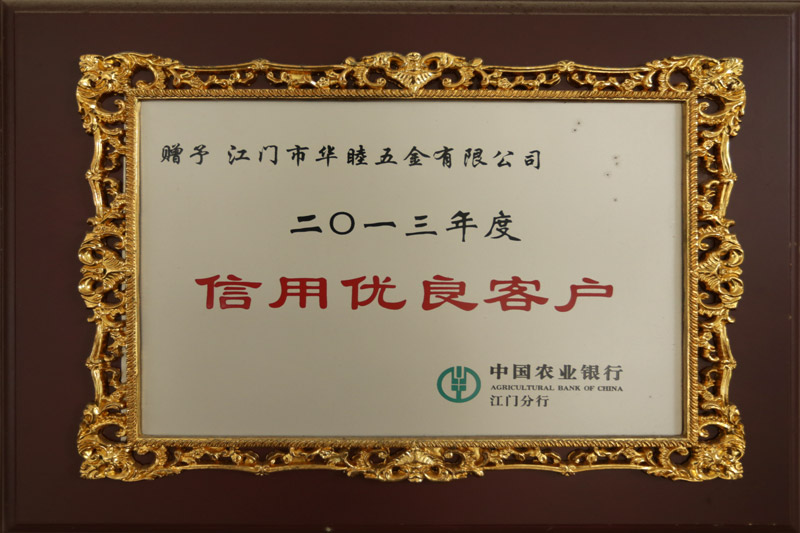 赠予 江门市华睦五金有限公司
二〇一三年度
信用优良客户
中国农业银行
AGRICULTURAL BANK OF CHINA
江门分行